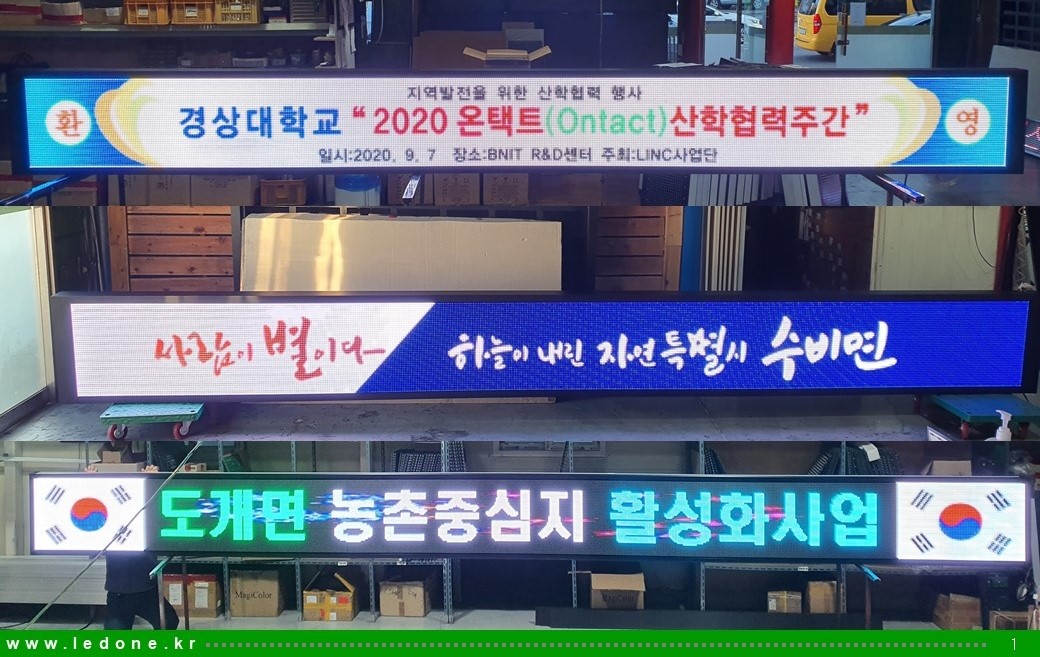 지역발전을 위한 산학협력 행사
환 경상대학교 “ 2020 온택트(Ontact)산학협력주간” 영
일시:2020. 9. 7 장소:BNIT R&D센터 주최:LINC사업단
사람이 별이다 하늘이 내린 자연특별시 수비면
도개면 농촌중심지 활성화사업
MagiColor
www.ledone.kr 1